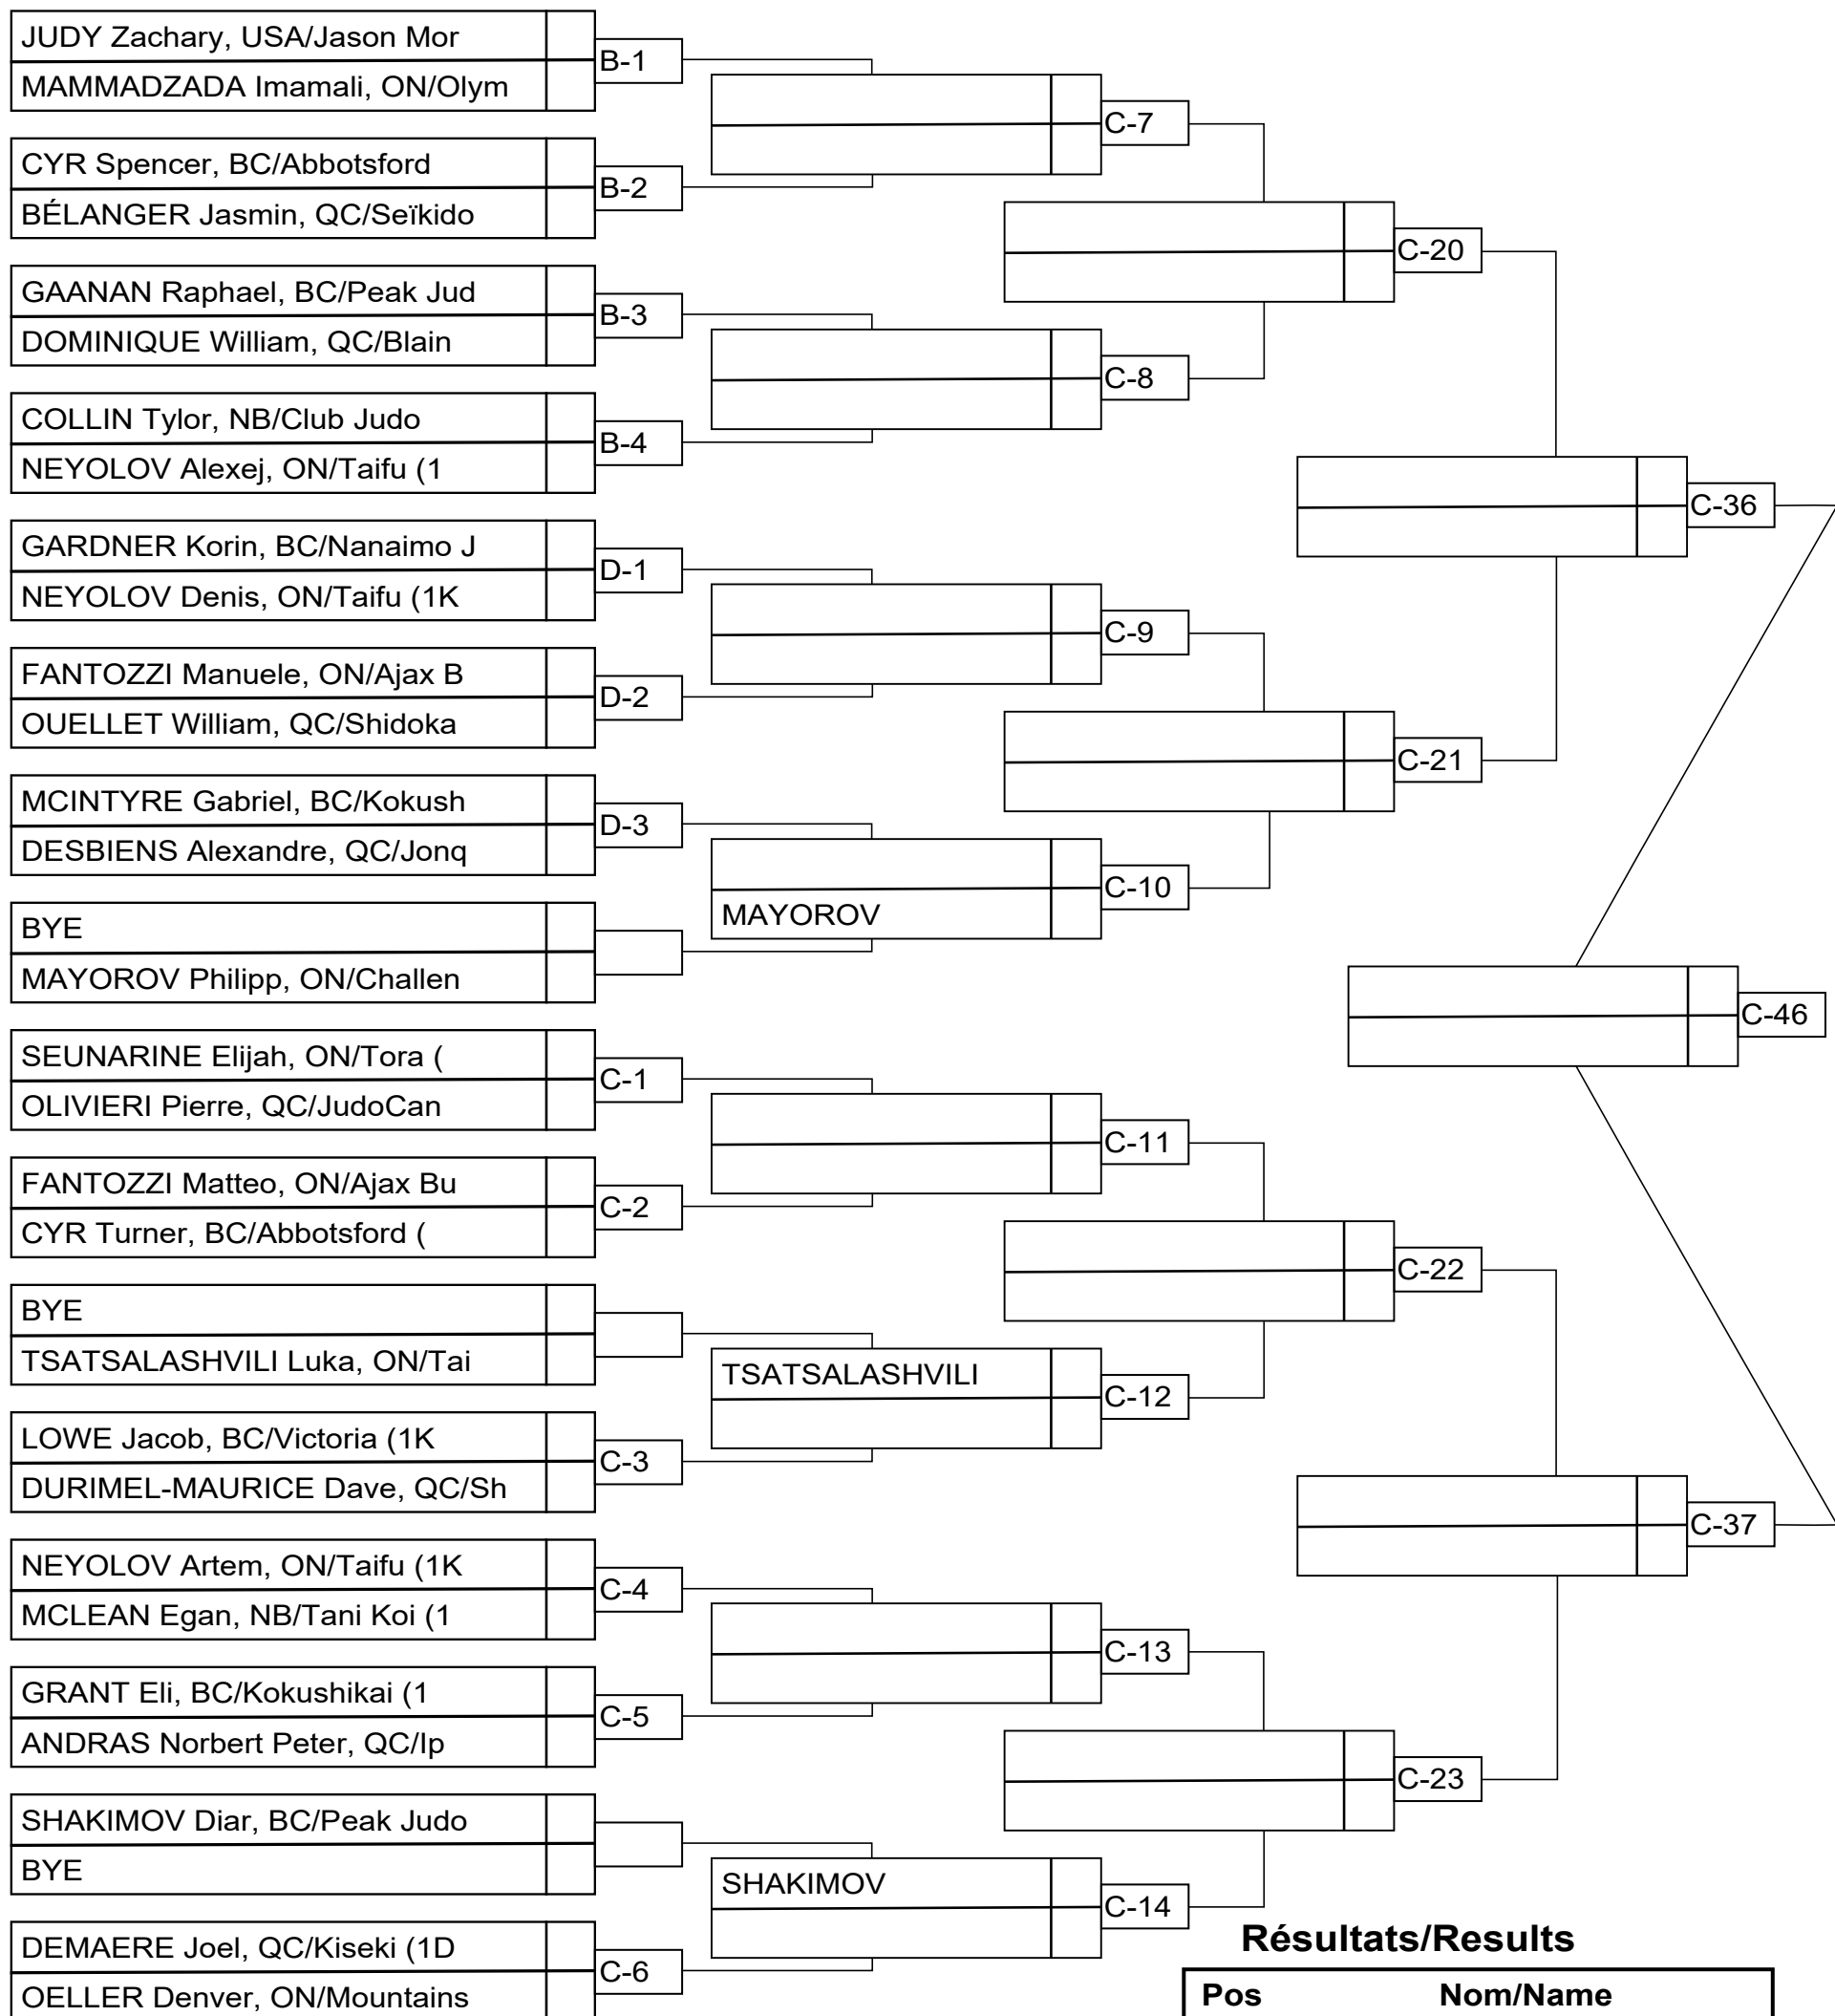 JUDY Zachary, USA/Jason Mor
MAMMADZADA Imamali, ON/Olym
B-1
CYR Spencer, BC/Abbotsford
BÉLANGER Jasmin, QC/Seïkido
B-2
C-7
GAANAN Raphael, BC/Peak Jud
DOMINIQUE William, QC/Blain
B-3
COLLIN Tylor, NB/Club Judo
NEYOLOV Alexej, ON/Taifu (1
B-4
C-8
C-20
GARDNER Korin, BC/Nanaimo J
NEYOLOV Denis, ON/Taifu (1K
D-1
FANTOZZI Manuele, ON/Ajax B
OUELLET William, QC/Shidoka
D-2
C-9
MCINTYRE Gabriel, BC/Kokush
DESBIENS Alexandre, QC/Jonq
D-3
BYE
MAYOROV Philipp, ON/Challen
MAYOROV
C-10
C-21
C-36
SEUNARINE Elijah, ON/Tora (
OLIVIERI Pierre, QC/JudoCan
C-1
FANTOZZI Matteo, ON/Ajax Bu
CYR Turner, BC/Abbotsford (
C-2
C-11
BYE
TSATSALASHVILI Luka, ON/Tai
LOWE Jacob, BC/Victoria (1K
DURIMEL-MAURICE Dave, QC/Sh
C-3
TSATSALASHVILI
C-12
C-22
NEYOLOV Artem, ON/Taifu (1K
MCLEAN Egan, NB/Tani Koi (1
C-4
GRANT Eli, BC/Kokushikai (1
ANDRAS Norbert Peter, QC/Ip
C-5
C-13
SHAKIMOV Diar, BC/Peak Judo
BYE
DEMAERE Joel, QC/Kiseki (1D
OELLER Denver, ON/Mountains
C-6
SHAKIMOV
C-14
C-23
C-37
C-46
Résultats/Results
Pos Nom/Name